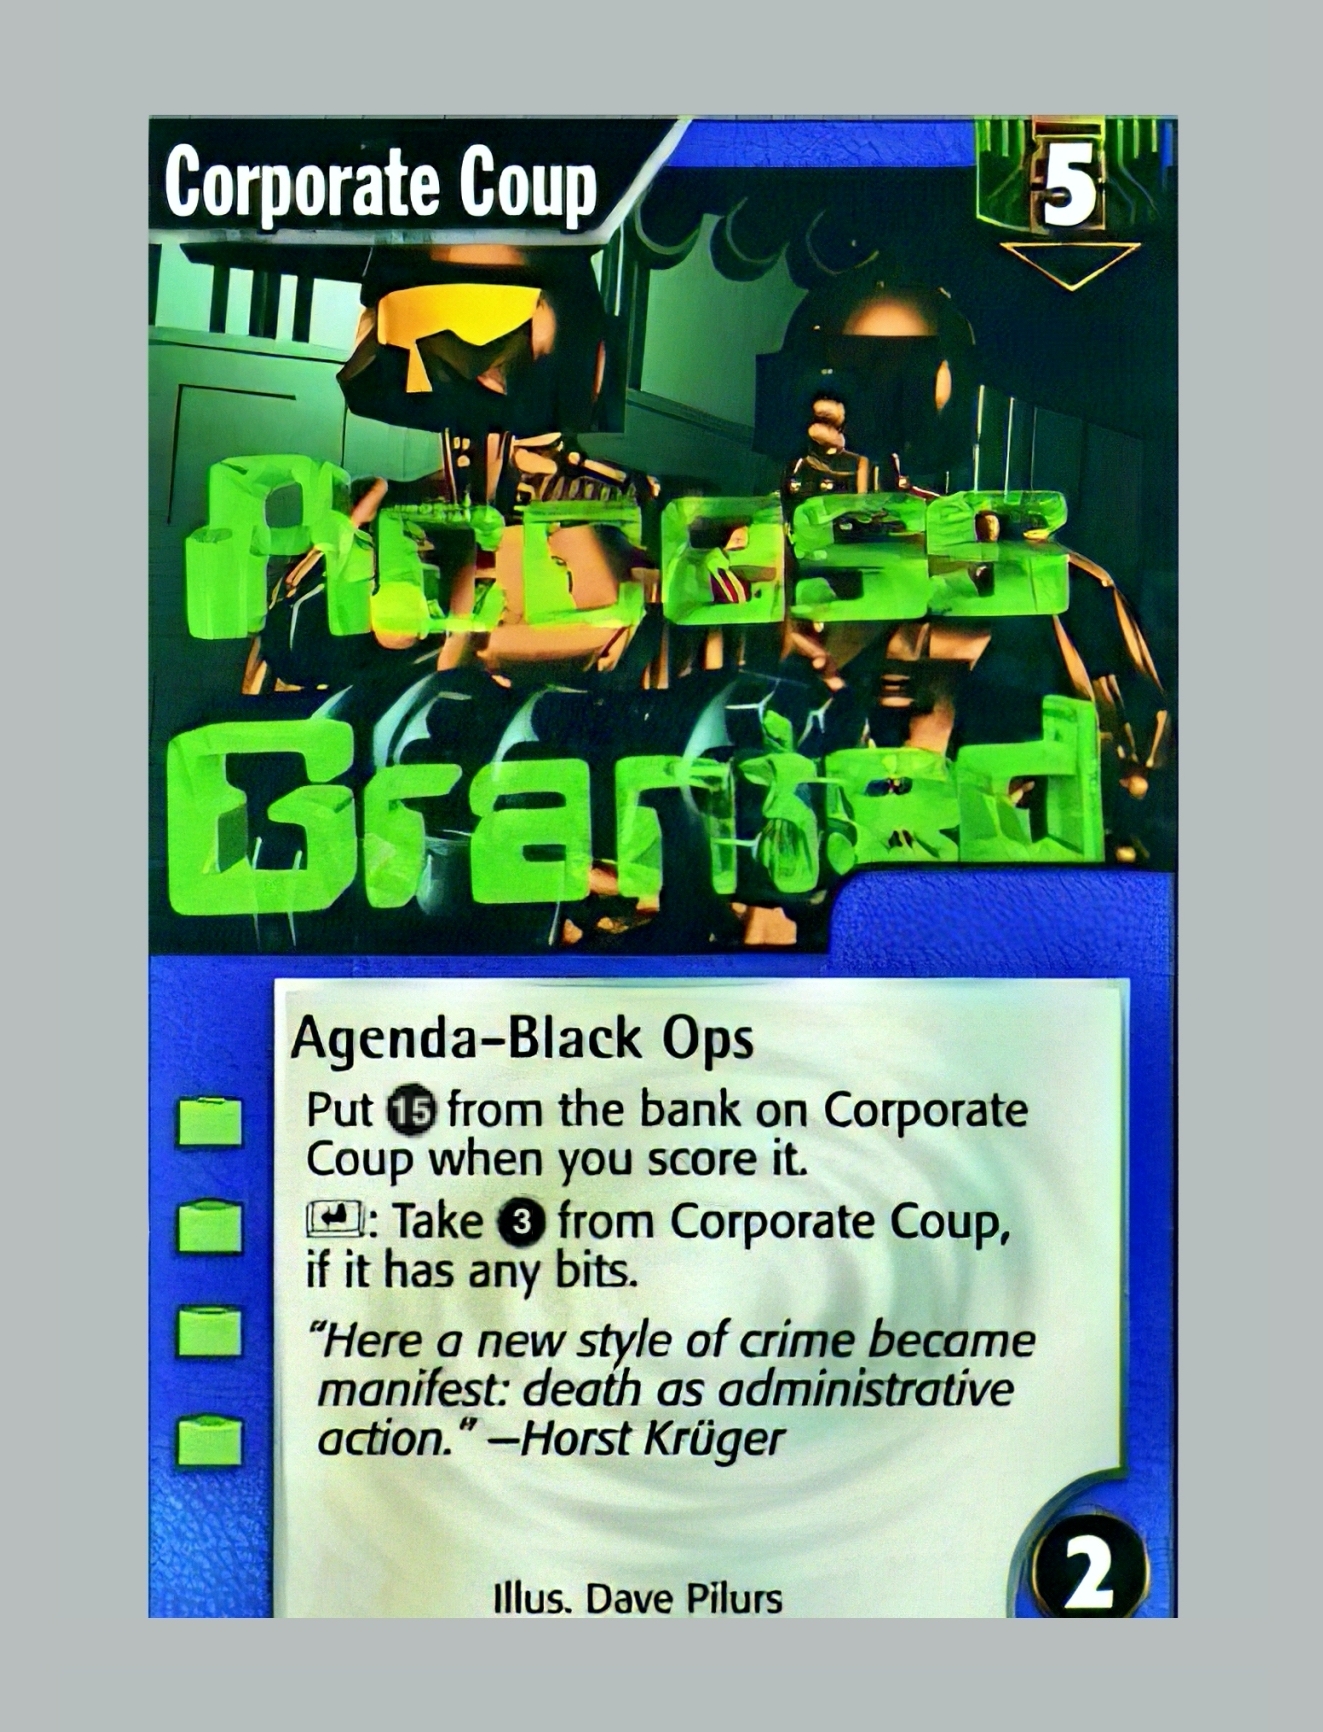 Corporate Coup
5
Access
Granted
Agenda-Black Ops
Put 15 from the bank on Corporate
Coup when you score it.
: Take 3 from Corporate Coup,
if it has any bits.
"Here a new style of crime became
manifest: death as administrative
action." —Horst Krüger
2
Illus. Dave Pilurs